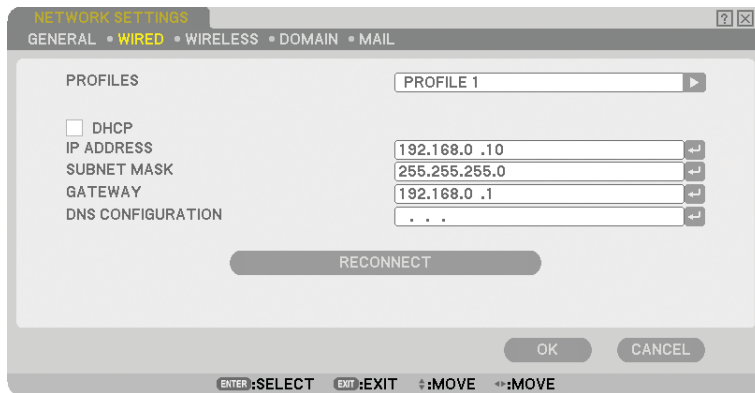 NETWORK SETTINGS ? X
GENERAL • WIRED • WIRELESS • DOMAIN • MAIL
PROFILES PROFILE 1
DHCP
IP ADDRESS 192.168.0 .10
SUBNET MASK 255.255.255.0
GATEWAY 192.168.0 .1
DNS CONFIGURATION . . .
RECONNECT
OK CANCEL
ENTER :SELECT EXIT :EXIT :MOVE :MOVE